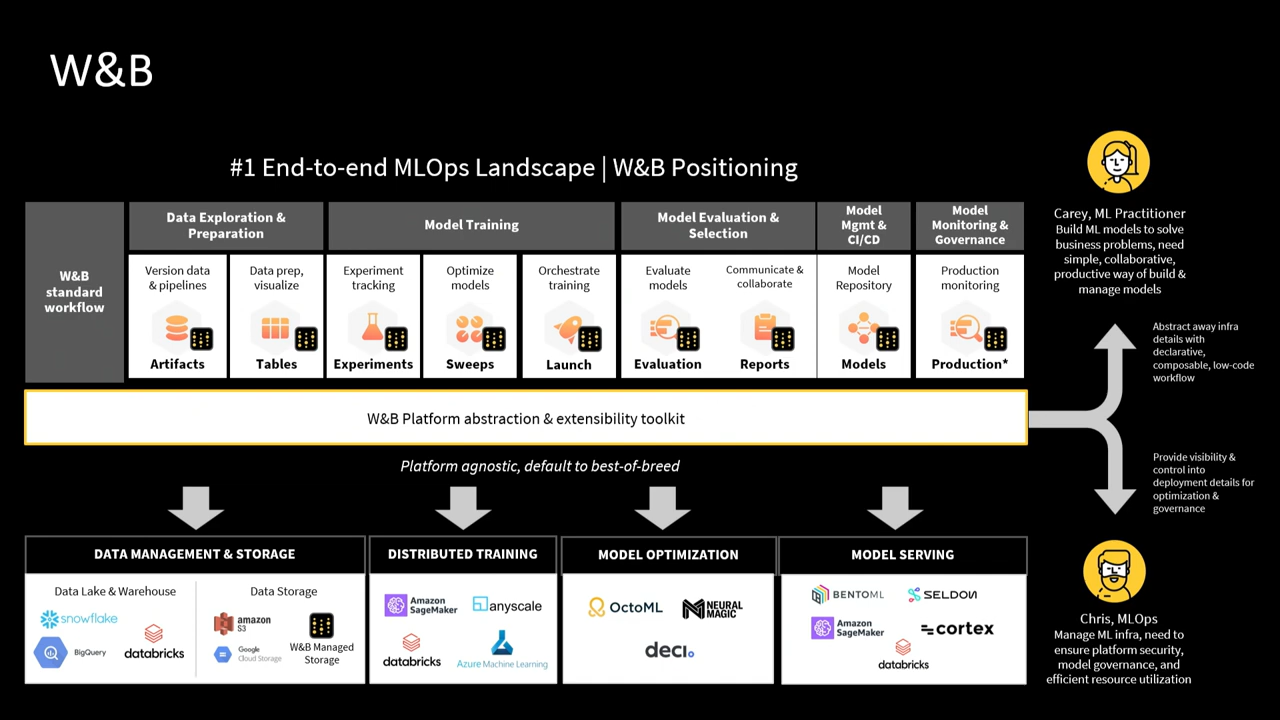 W&B
#1 End-to-end MLOps Landscape | W&B Positioning
W&B
standard
workflow
Data Exploration &
Preparation
Model Training
Model Evaluation &
Selection
Model
Mgmt &
CI/CD
Model
Monitoring &
Governance
Version data
& pipelines
Artifacts
Data prep,
visualize
Tables
Experiment
tracking
Experiments
Optimize
models
Sweeps
Orchestrate
training
Launch
Evaluate
models
Evaluation
Communicate &
collaborate
Reports
Model
Repository
Models
Production
monitoring
Production*
W&B Platform abstraction & extensibility toolkit
Platform agnostic, default to best-of-breed
DATA MANAGEMENT & STORAGE
Data Lake & Warehouse
snowflake
BigQuery
databricks
Data Storage
amazon
S3
Google
Cloud Storage
W&B Managed
Storage
DISTRIBUTED TRAINING
Amazon
SageMaker
anyscale
databricks
Azure Machine Learning
MODEL OPTIMIZATION
OctoML
NEURAL
MAGIC
deci
MODEL SERVING
BENTOML
SELDON
Amazon
SageMaker
cortex
databricks
Carey, ML Practitioner
Build ML models to solve
business problems, need
simple, collaborative,
productive way of build &
manage models
Abstract away infra
details with
declarative,
composable, low-code
workflow
Provide visibility &
control into
deployment details for
optimization &
governance
Chris, MLOps
Manage ML infra, need to
ensure platform security,
model governance, and
efficient resource utilization